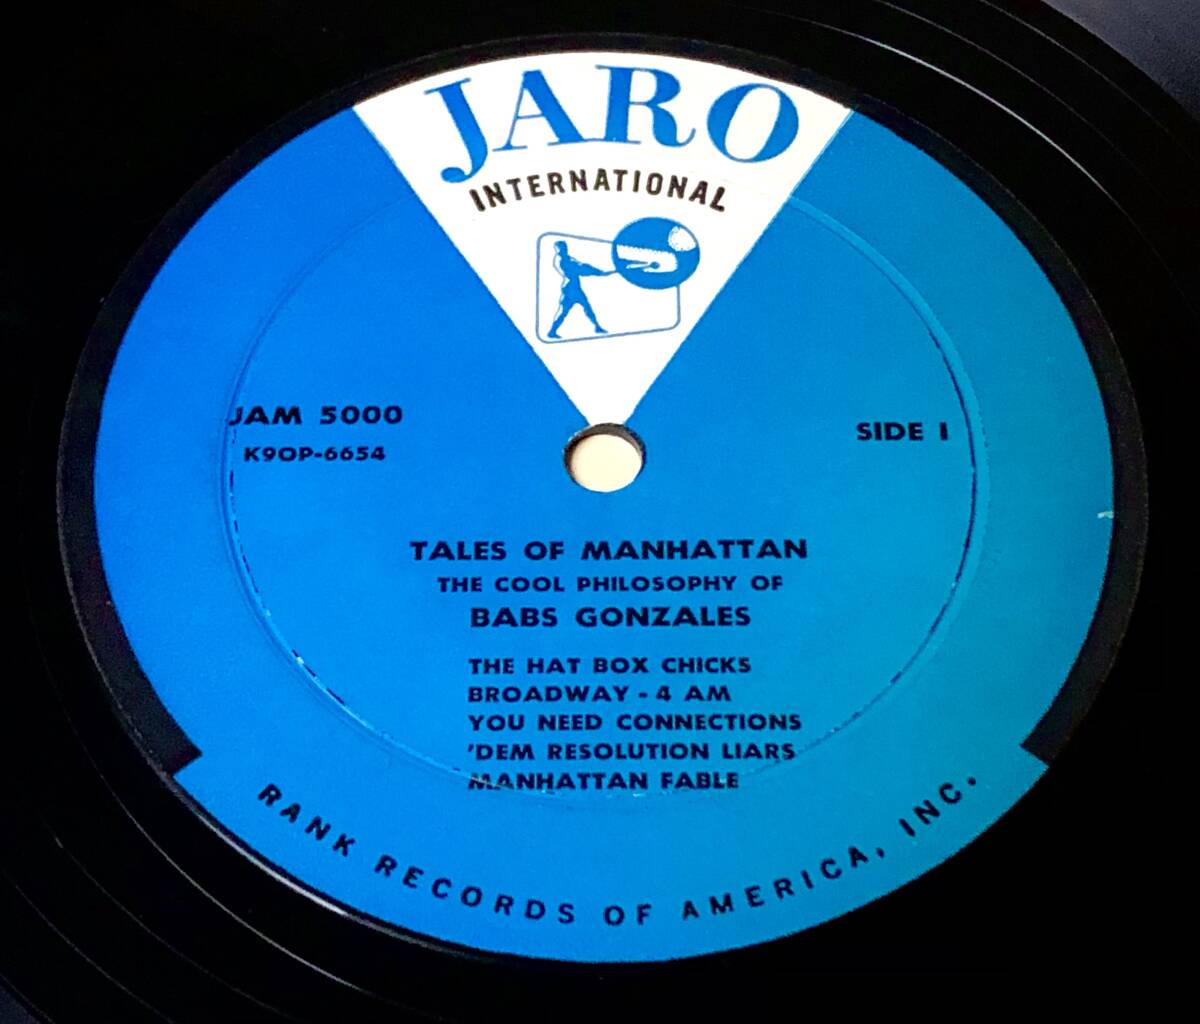 JARO
INTERNATIONAL
JAM 5000
K9OP-6654
SIDE 1
TALES OF MANHATTAN
THE COOL PHILOSOPHY OF
BABS GONZALES
THE HAT BOX CHICKS
BROADWAY - 4 AM
YOU NEED CONNECTIONS
'DEM RESOLUTION LIARS
MANHATTAN FABLE
RANK RECORDS OF AMERICA, INC.